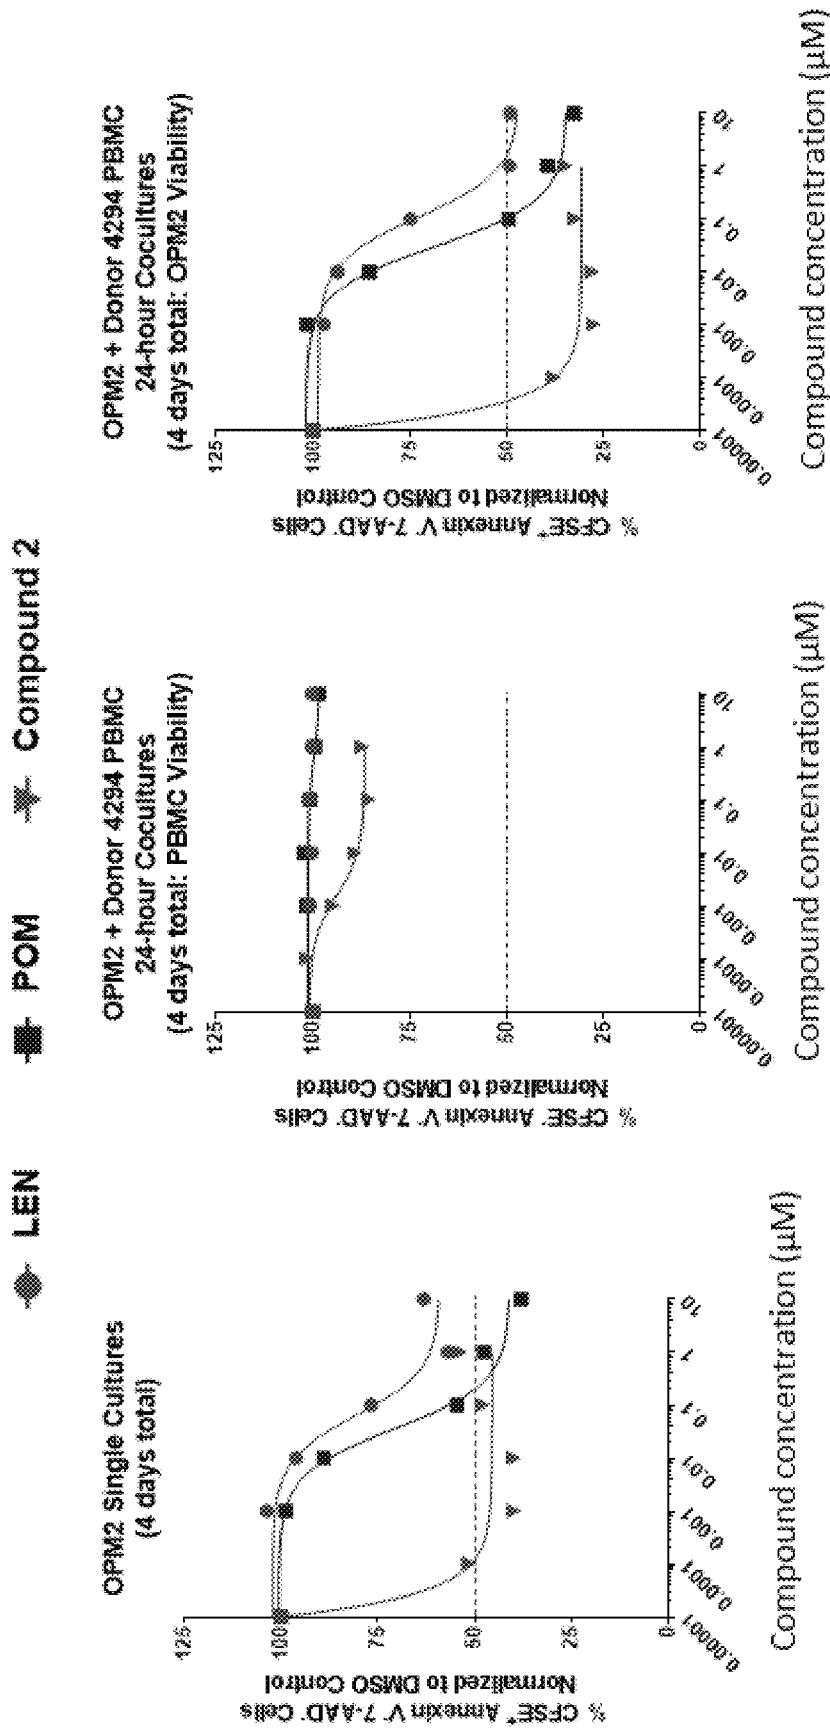 LEN
POM
Compound 2
OPM2 Single Cultures
(4 days total)
% CFSE+ Annexin V- 7-AAD- Cells
Normalized to DMSO Control
125
100
75
50
25
0
0.00001
0.0001
0.001
0.01
0.1
1
10
Compound concentration (µM)
OPM2 + Donor 4294 PBMC
24-hour Cocultures
(4 days total: PBMC Viability)
% CFSE- Annexin V- 7-AAD- Cells
Normalized to DMSO Control
125
100
75
50
25
0
0.00001
0.0001
0.001
0.01
0.1
1
10
Compound concentration (µM)
OPM2 + Donor 4294 PBMC
24-hour Cocultures
(4 days total: OPM2 Viability)
% CFSE+ Annexin V- 7-AAD- Cells
Normalized to DMSO Control
125
100
75
50
25
0
0.00001
0.0001
0.001
0.01
0.1
1
10
Compound concentration (µM)